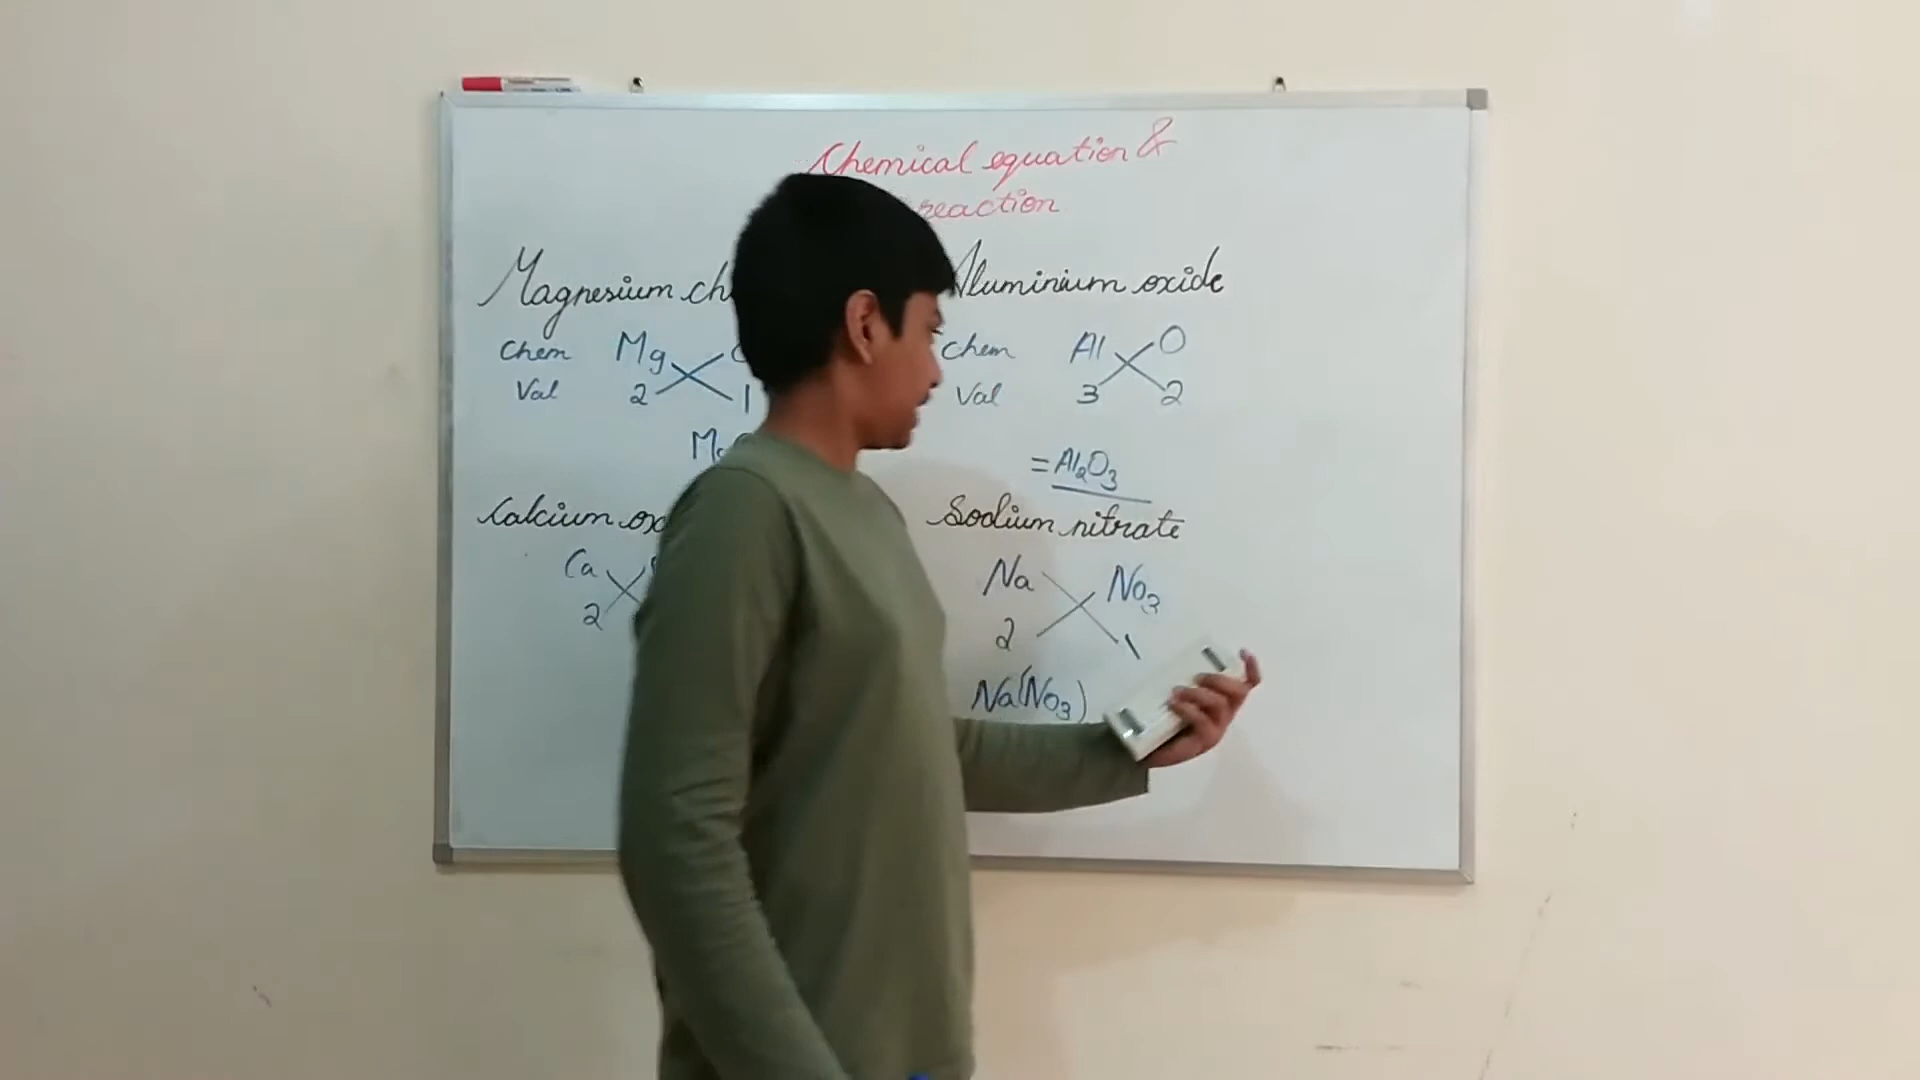 Chemical equation &
reaction
Magnesium ch
Chem Mg
Val 2 1
Aluminium oxide
Chem Al O
Val 3 2
= Al2O3
Calcium ox
Ca
2
Sodium nitrate
Na No3
2 1
Na(No3)